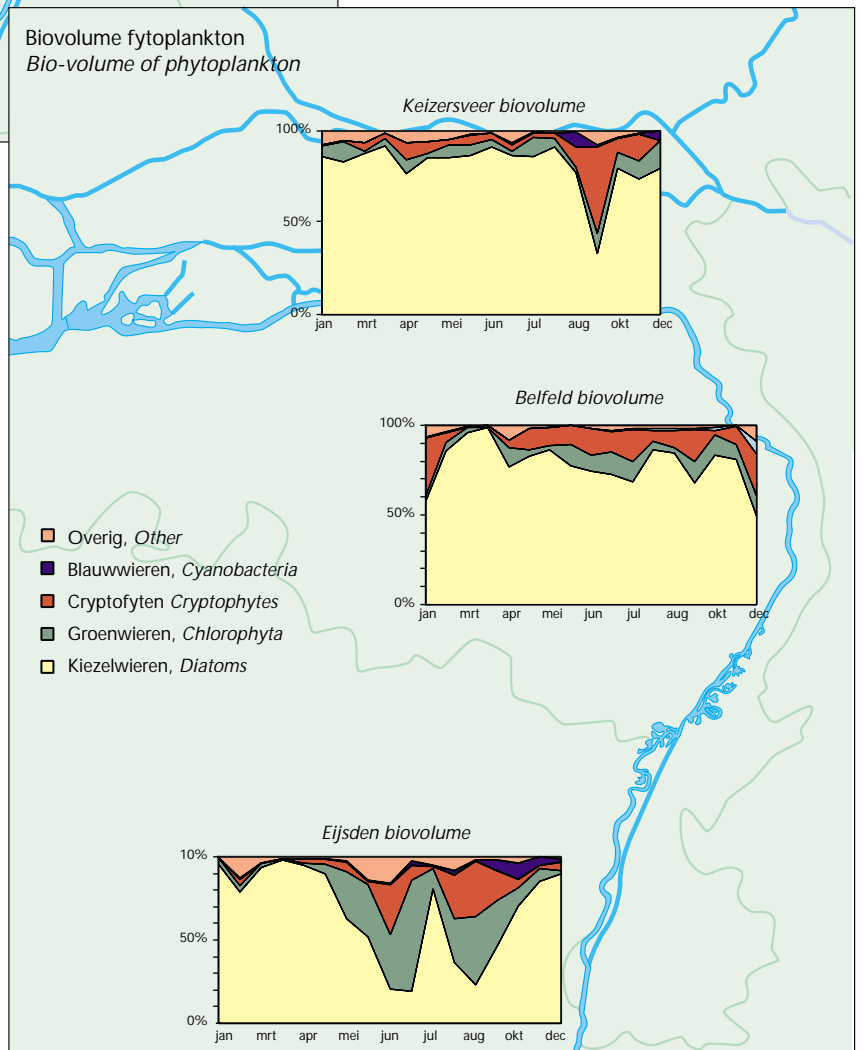 Biovolume fytoplankton
Bio-volume of phytoplankton
Keizersveer biovolume
100%
50%
0%
jan mrt apr mei jun jul aug okt dec
Belfeld biovolume
100%
50%
0%
jan mrt apr mei jun jul aug okt dec
Overig, Other
Blauwwieren, Cyanobacteria
Cryptofyten Cryptophytes
Groenwieren, Chlorophyta
Kiezelwieren, Diatoms
Eijsden biovolume
10%
50%
0%
jan mrt apr mei jun jul aug okt dec